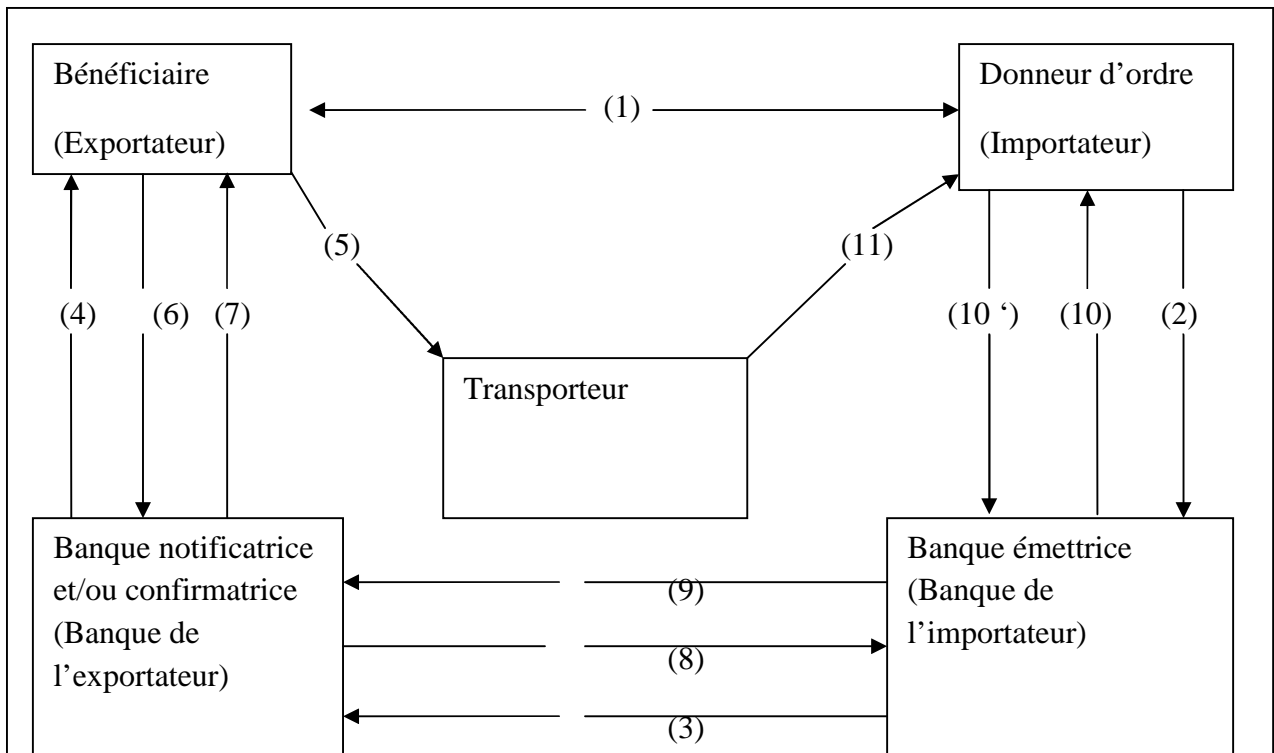 Bénéficiaire
(Exportateur)
Donneur d’ordre
(Importateur)
(1)
(5)
(11)
(4)
(6)
(7)
(10 ‘)
(10)
(2)
Transporteur
Banque notificatrice
et/ou confirmatrice
(Banque de
l’exportateur)
Banque émettrice
(Banque de
l’importateur)
(9)
(8)
(3)